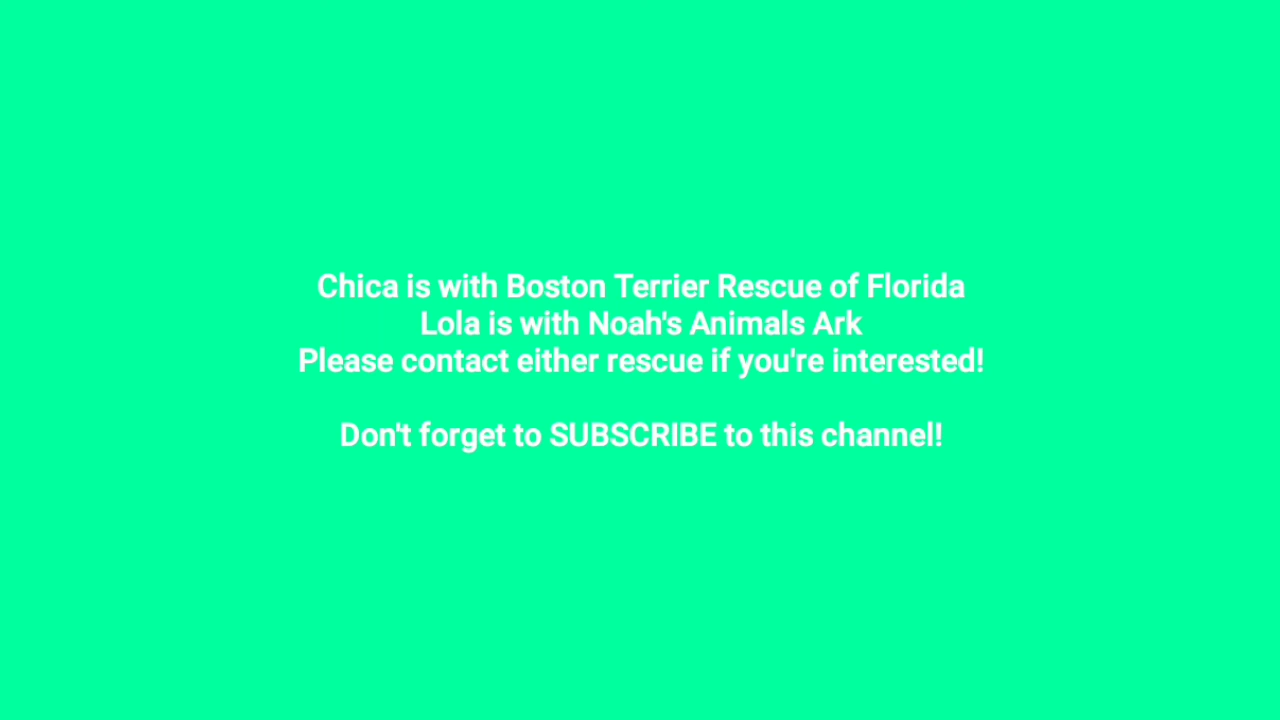 Chica is with Boston Terrier Rescue of Florida
Lola is with Noah's Animals Ark
Please contact either rescue if you're interested!
Don't forget to SUBSCRIBE to this channel!